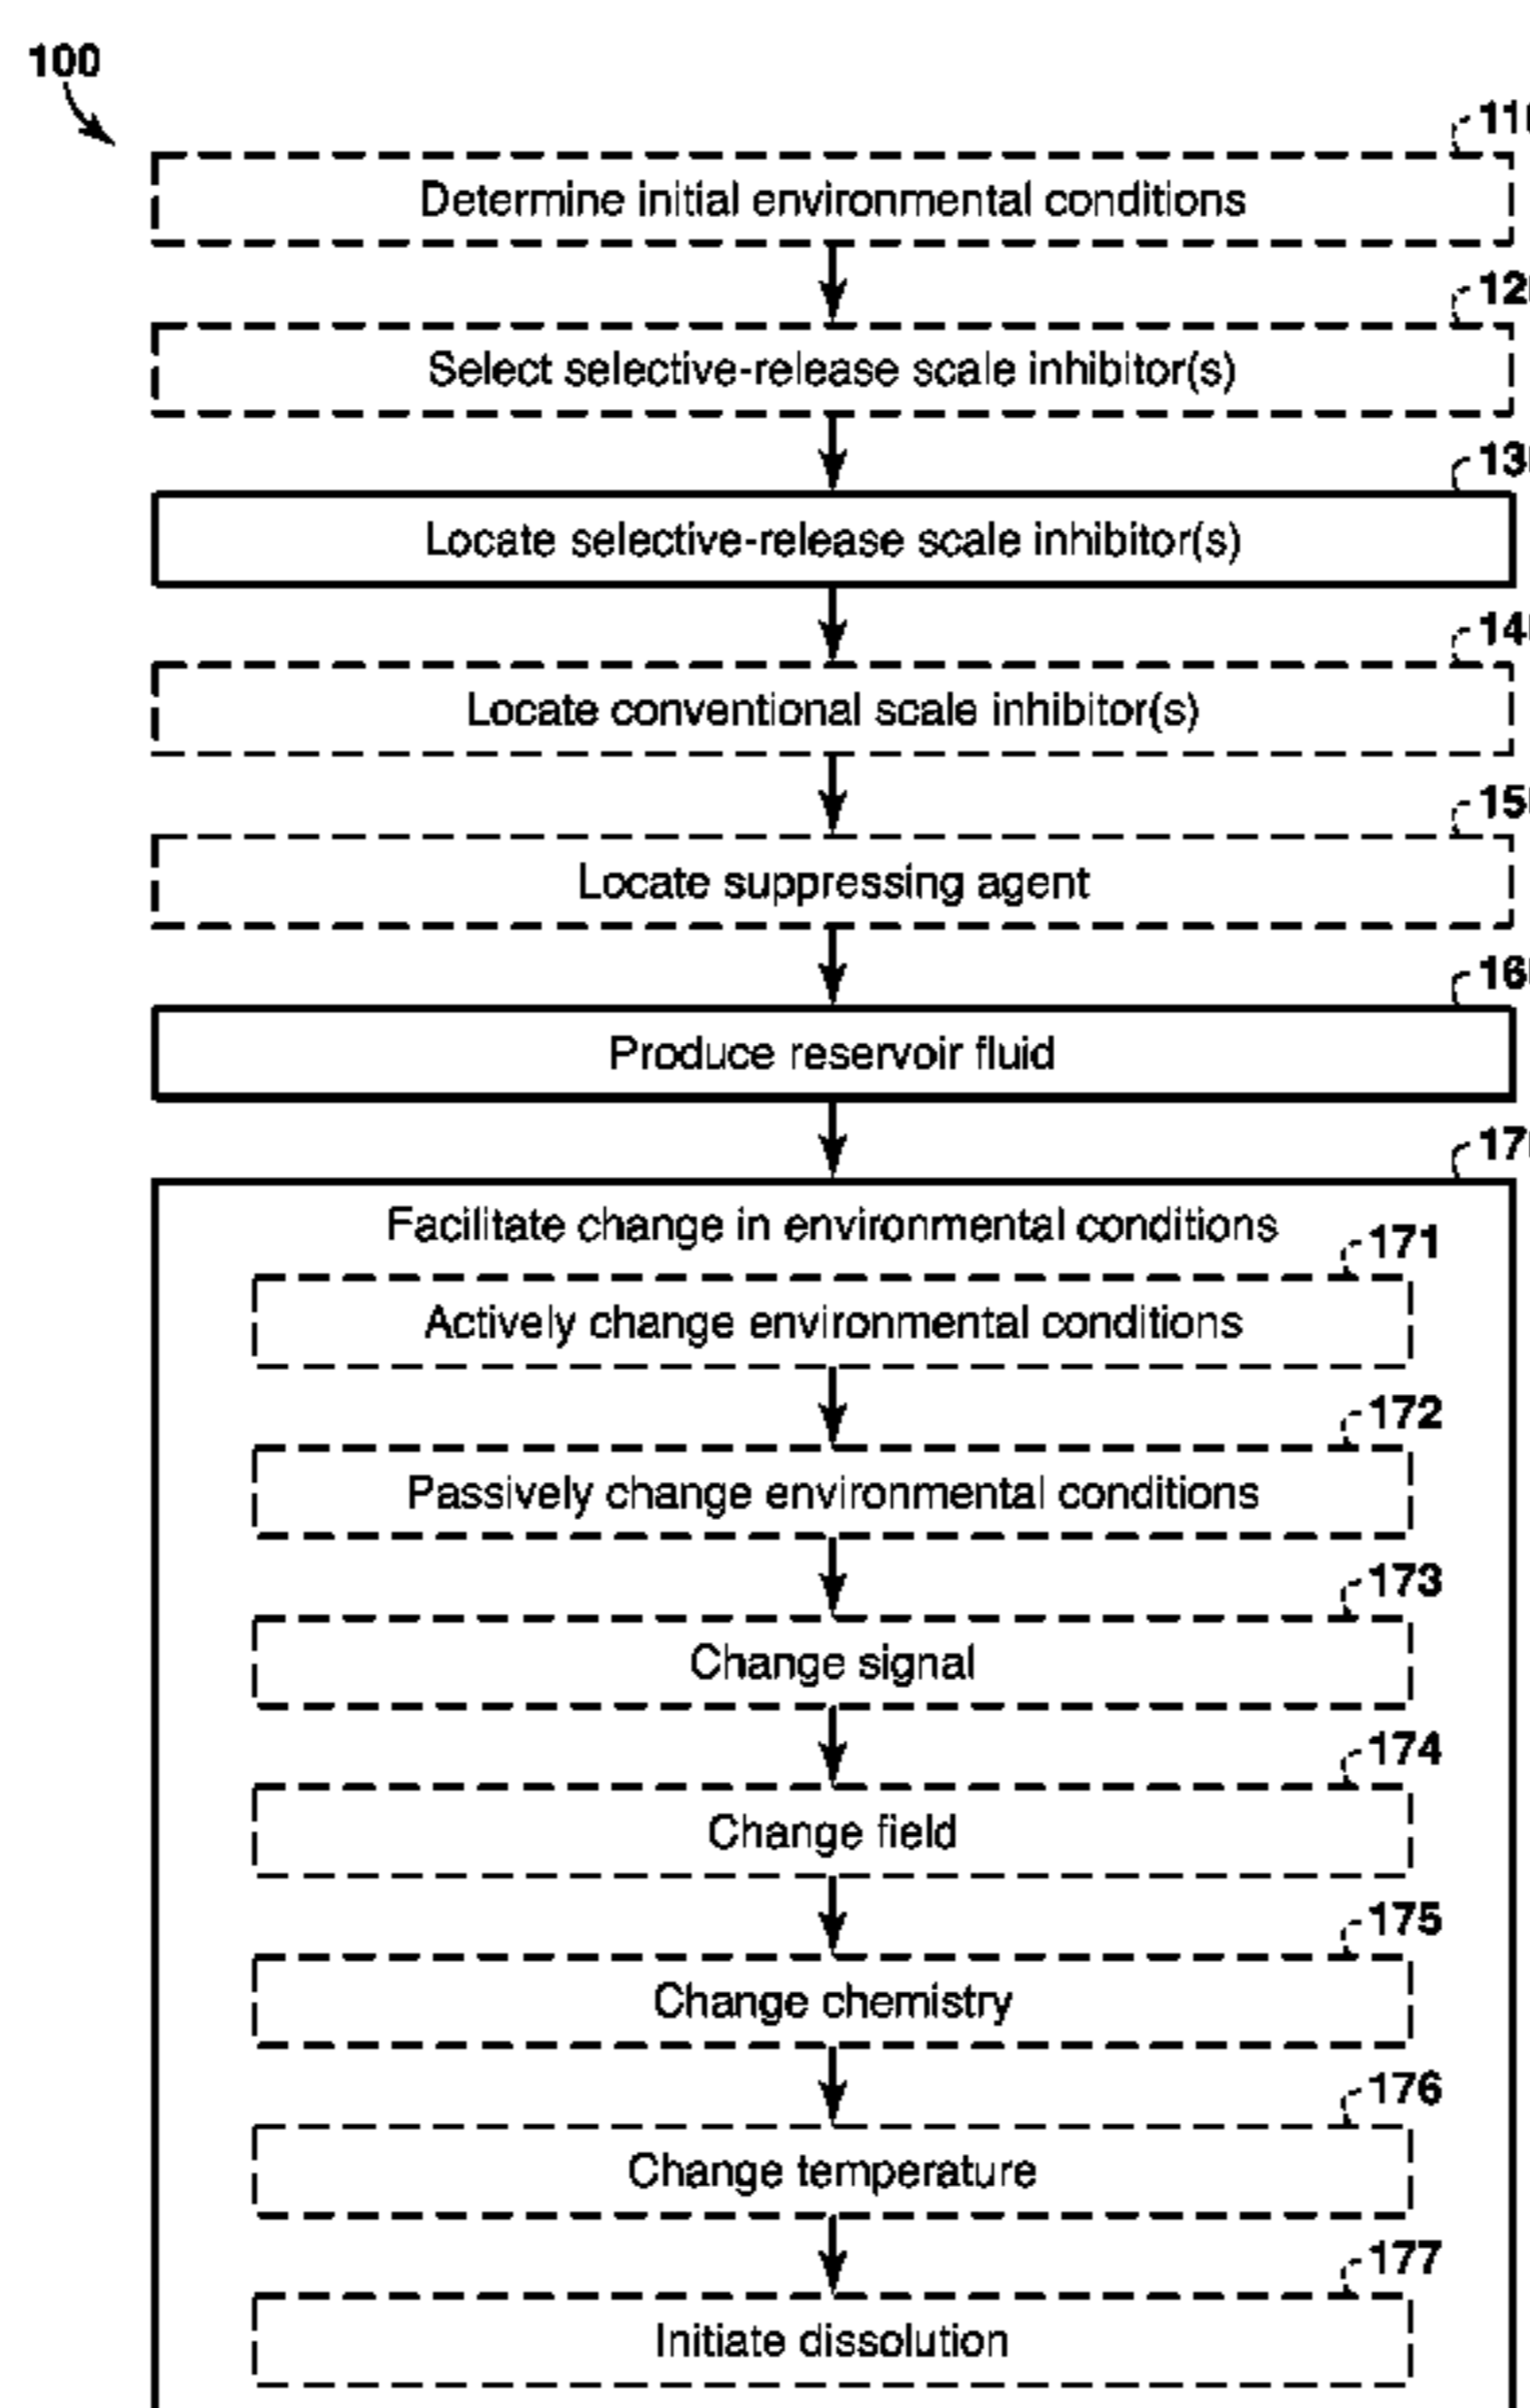 100
Determine initial environmental conditions
Select selective-release scale inhibitor(s)
Locate selective-release scale inhibitor(s)
Locate conventional scale inhibitor(s)
Locate suppressing agent
Produce reservoir fluid
Facilitate change in environmental conditions
171
Actively change environmental conditions
172
Passively change environmental conditions
173
Change signal
174
Change field
175
Change chemistry
176
Change temperature
177
Initiate dissolution